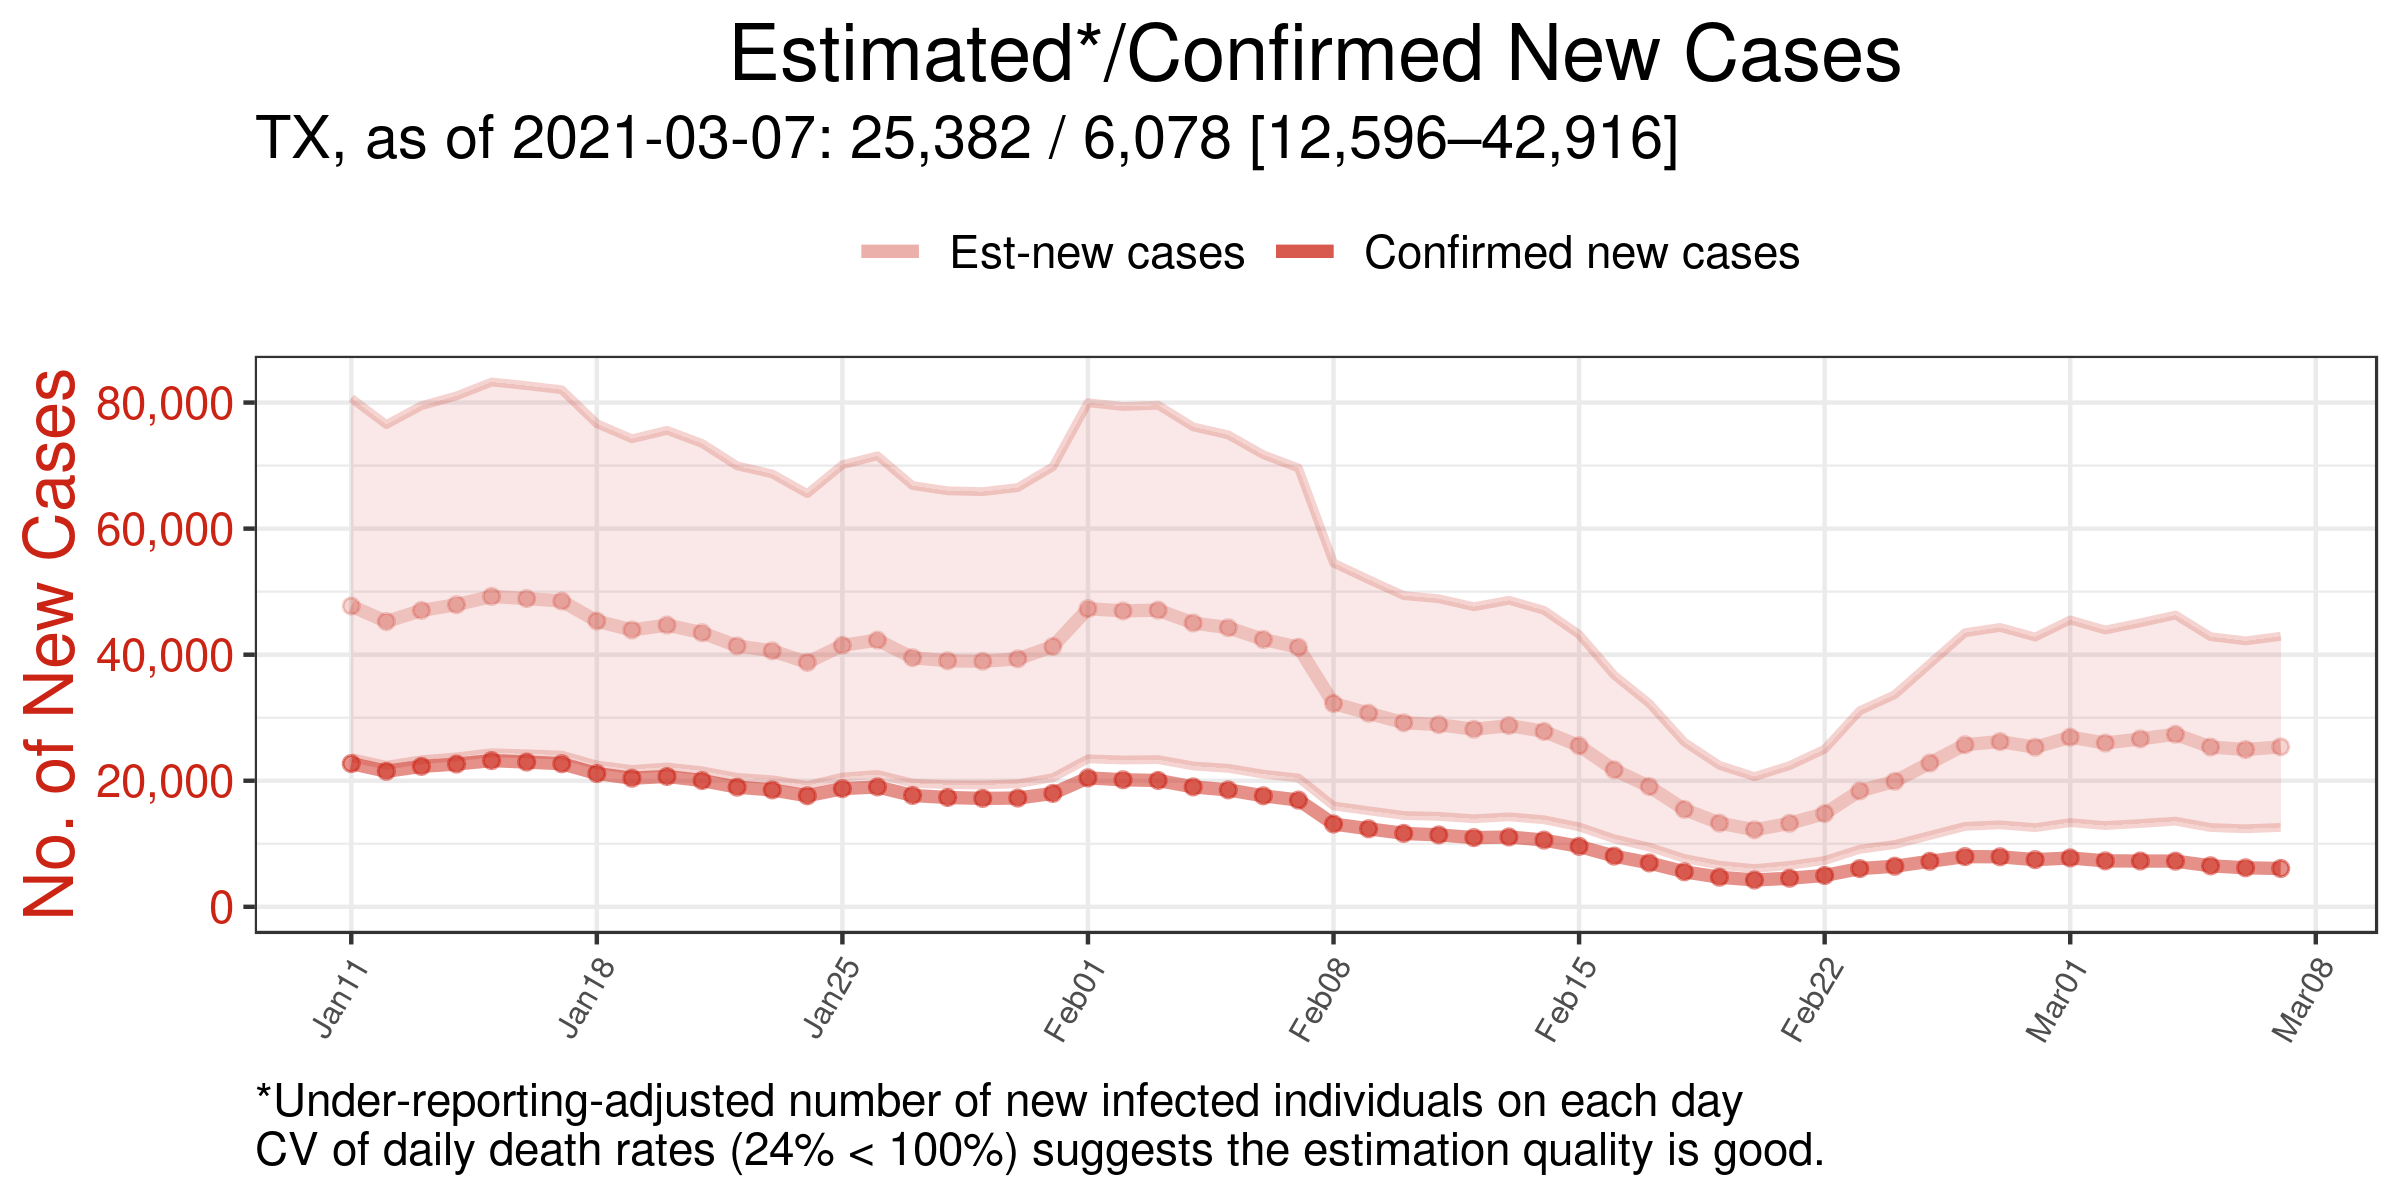 Estimated*/Confirmed New Cases
TX, as of 2021-03-07: 25,382 / 6,078 [12,596–42,916]
Est-new cases
Confirmed new cases
No. of New Cases
80,000
60,000
40,000
20,000
0
Jan11
Jan18
Jan25
Feb01
Feb08
Feb15
Feb22
Mar01
Mar08
*Under-reporting-adjusted number of new infected individuals on each day
CV of daily death rates (24% < 100%) suggests the estimation quality is good.